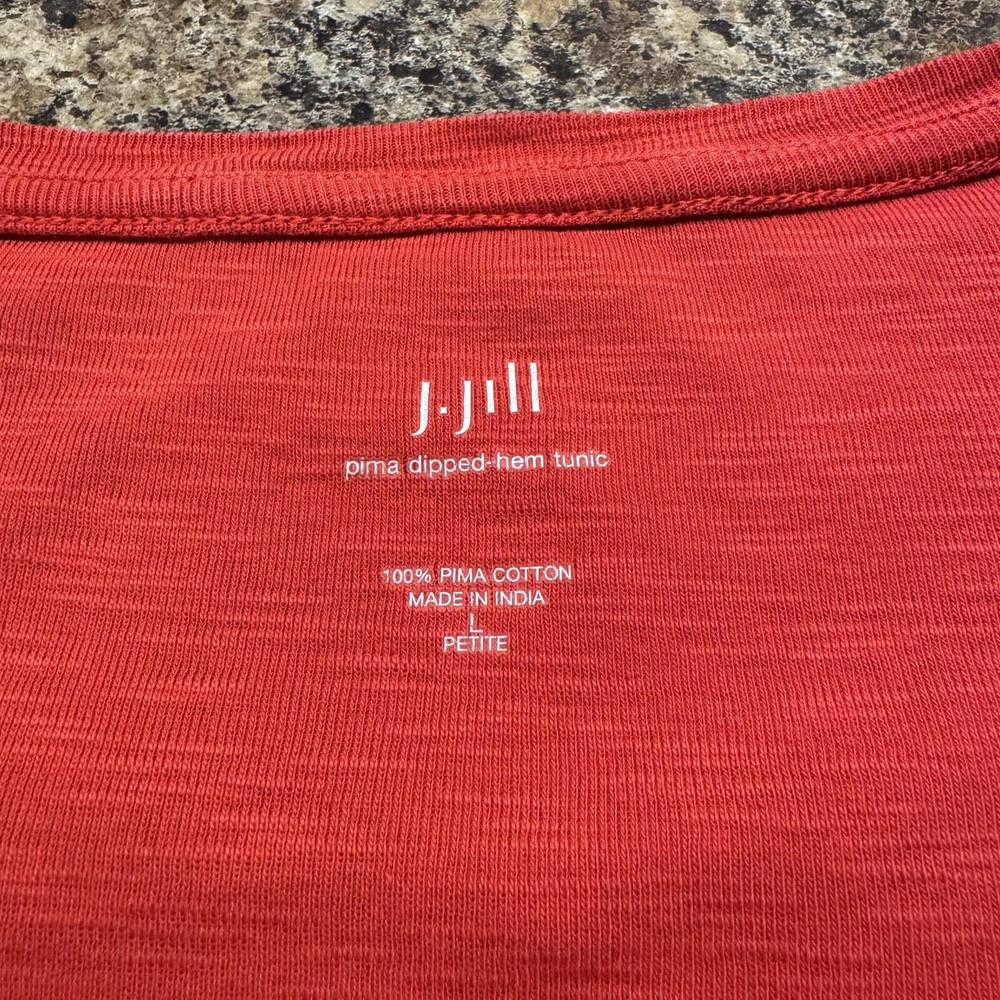 J.Jill
pima dipped-hem tunic
100% PIMA COTTON
MADE IN INDIA
L
PETITE